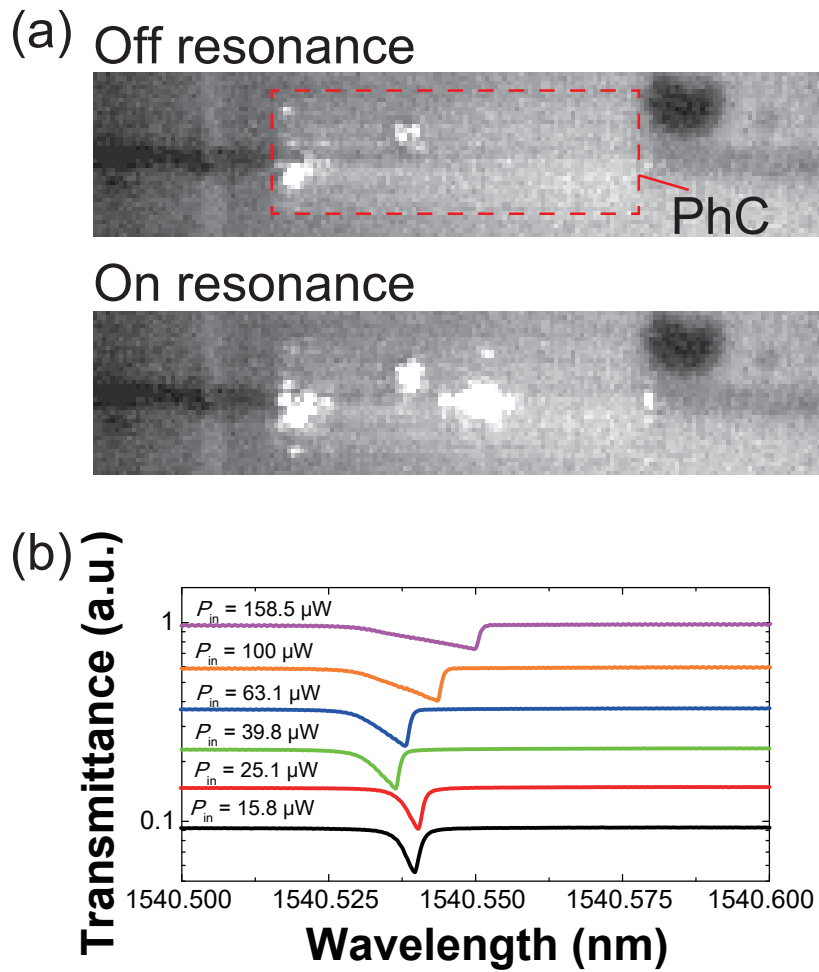 (a)
Off resonance
PhC
On resonance
(b)
Transmittance (a.u.)
1
0.1
P_in = 158.5 μW
P_in = 100 μW
P_in = 63.1 μW
P_in = 39.8 μW
P_in = 25.1 μW
P_in = 15.8 μW
1540.500 1540.525 1540.550 1540.575 1540.600
Wavelength (nm)